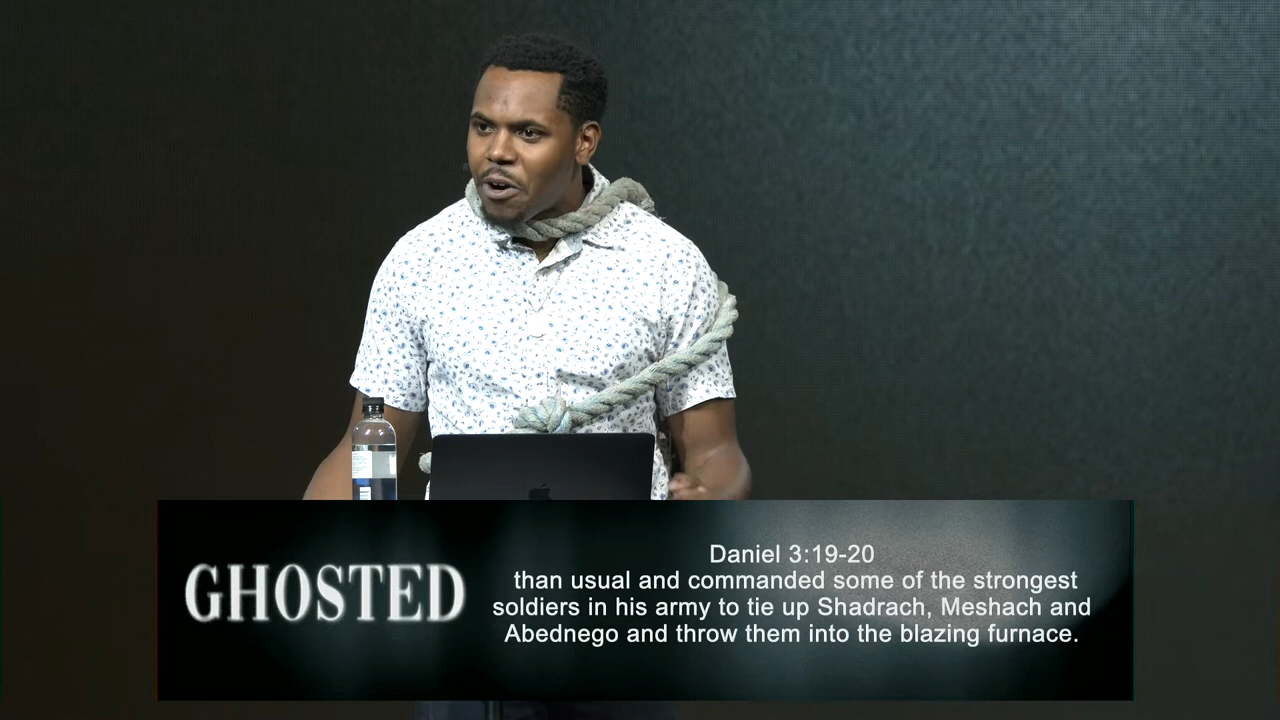 GHOSTED
Daniel 3:19-20
than usual and commanded some of the strongest
soldiers in his army to tie up Shadrach, Meshach and
Abednego and throw them into the blazing furnace.